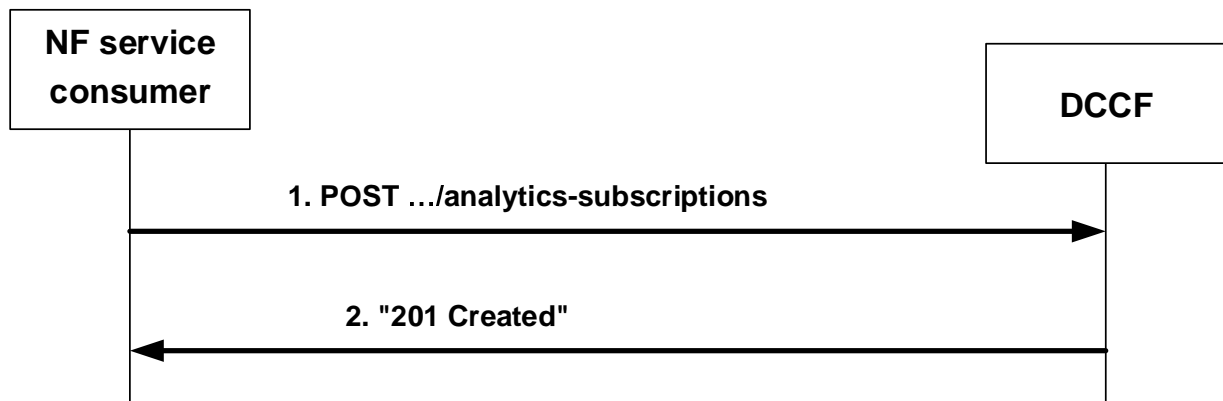 NF service
consumer
DCCF
1. POST …/analytics-subscriptions
2. "201 Created"